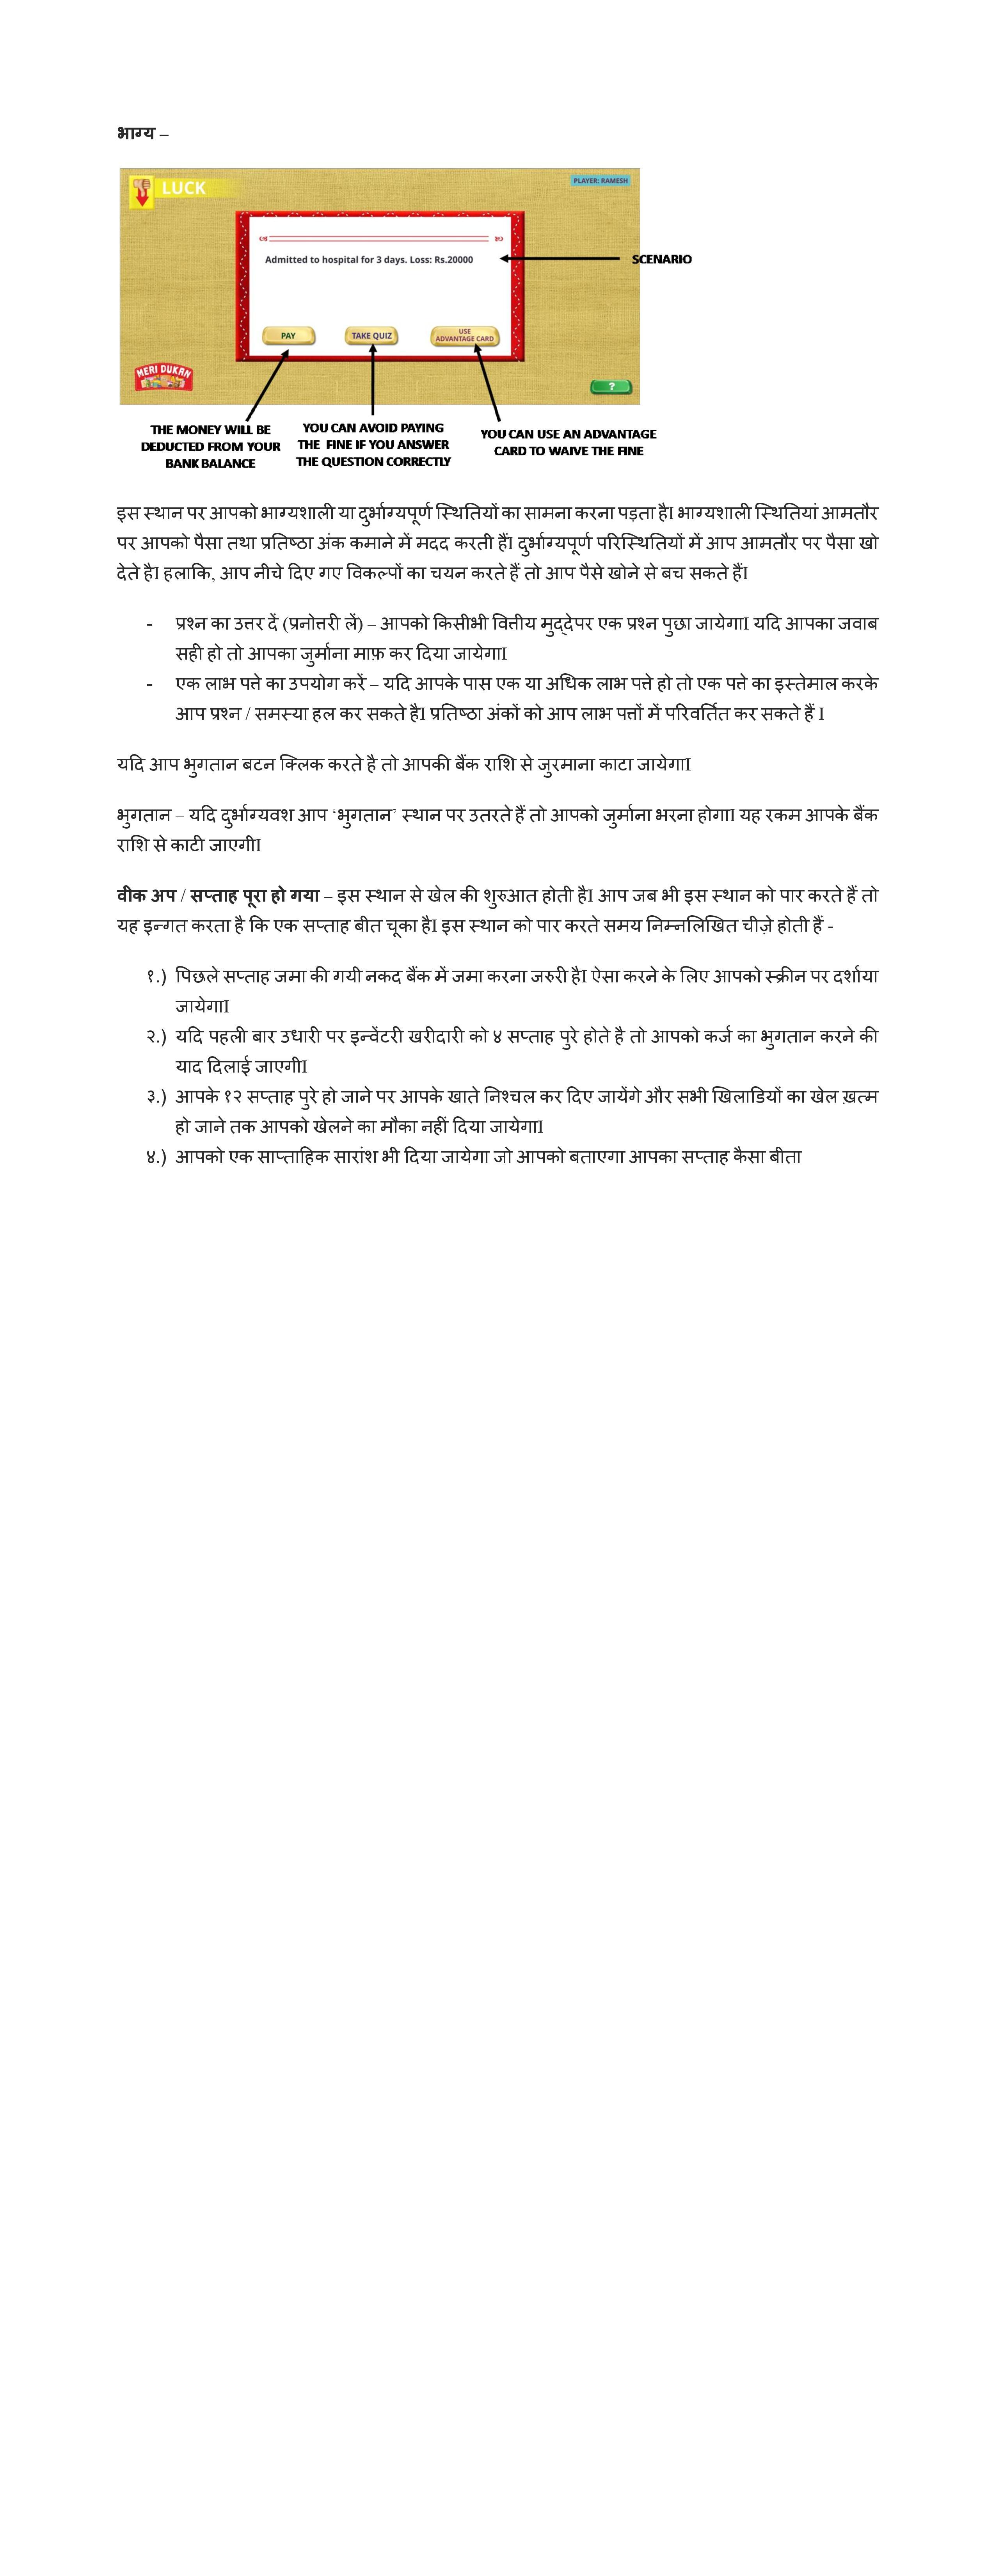 भाग्य –
LUCK
PLAYER: RAMESH
Admitted to hospital for 3 days. Loss: Rs.20000
SCENARIO
PAY
TAKE QUIZ
USE
ADVANTAGE CARD
MERI DUKAN
?
THE MONEY WILL BE
DEDUCTED FROM YOUR
BANK BALANCE
YOU CAN AVOID PAYING
THE FINE IF YOU ANSWER
THE QUESTION CORRECTLY
YOU CAN USE AN ADVANTAGE
CARD TO WAIVE THE FINE
इस स्थान पर आपको भाग्यशाली या दुर्भाग्यपूर्ण स्थितियों का सामना करना पड़ता हैI भाग्यशाली स्थितियां आमतौर
पर आपको पैसा तथा प्रतिष्ठा अंक कमाने में मदद करती हैंI दुर्भाग्यपूर्ण परिस्थितियों में आप आमतौर पर पैसा खो
देते हैI हलाकि, आप नीचे दिए गए विकल्पों का चयन करते हैं तो आप पैसे खोने से बच सकते हैंI
- प्रश्न का उत्तर दें (प्रनोत्तरी लें) – आपको किसीभी वित्तीय मुद्देपर एक प्रश्न पुछा जायेगाI यदि आपका जवाब
सही हो तो आपका जुर्माना माफ़ कर दिया जायेगाI
- एक लाभ पत्ते का उपयोग करें – यदि आपके पास एक या अधिक लाभ पत्ते हो तो एक पत्ते का इस्तेमाल करके
आप प्रश्न / समस्या हल कर सकते हैI प्रतिष्ठा अंकों को आप लाभ पत्तों में परिवर्तित कर सकते हैं I
यदि आप भुगतान बटन क्लिक करते है तो आपकी बैंक राशि से जुरमाना काटा जायेगाI
भुगतान – यदि दुर्भाग्यवश आप ‘भुगतान’ स्थान पर उतरते हैं तो आपको जुर्माना भरना होगाI यह रकम आपके बैंक
राशि से काटी जाएगीI
वीक अप / सप्ताह पूरा हो गया – इस स्थान से खेल की शुरुआत होती हैI आप जब भी इस स्थान को पार करते हैं तो
यह इन्गत करता है कि एक सप्ताह बीत चूका हैI इस स्थान को पार करते समय निम्नलिखित चीज़े होती हैं -
१.) पिछले सप्ताह जमा की गयी नकद बैंक में जमा करना जरुरी हैI ऐसा करने के लिए आपको स्क्रीन पर दर्शाया
जायेगाI
२.) यदि पहली बार उधारी पर इन्वेंटरी खरीदारी को ४ सप्ताह पुरे होते है तो आपको कर्ज का भुगतान करने की
याद दिलाई जाएगीI
३.) आपके १२ सप्ताह पुरे हो जाने पर आपके खाते निश्चल कर दिए जायेंगे और सभी खिलाडियों का खेल ख़त्म
हो जाने तक आपको खेलने का मौका नहीं दिया जायेगाI
४.) आपको एक साप्ताहिक सारांश भी दिया जायेगा जो आपको बताएगा आपका सप्ताह कैसा बीता